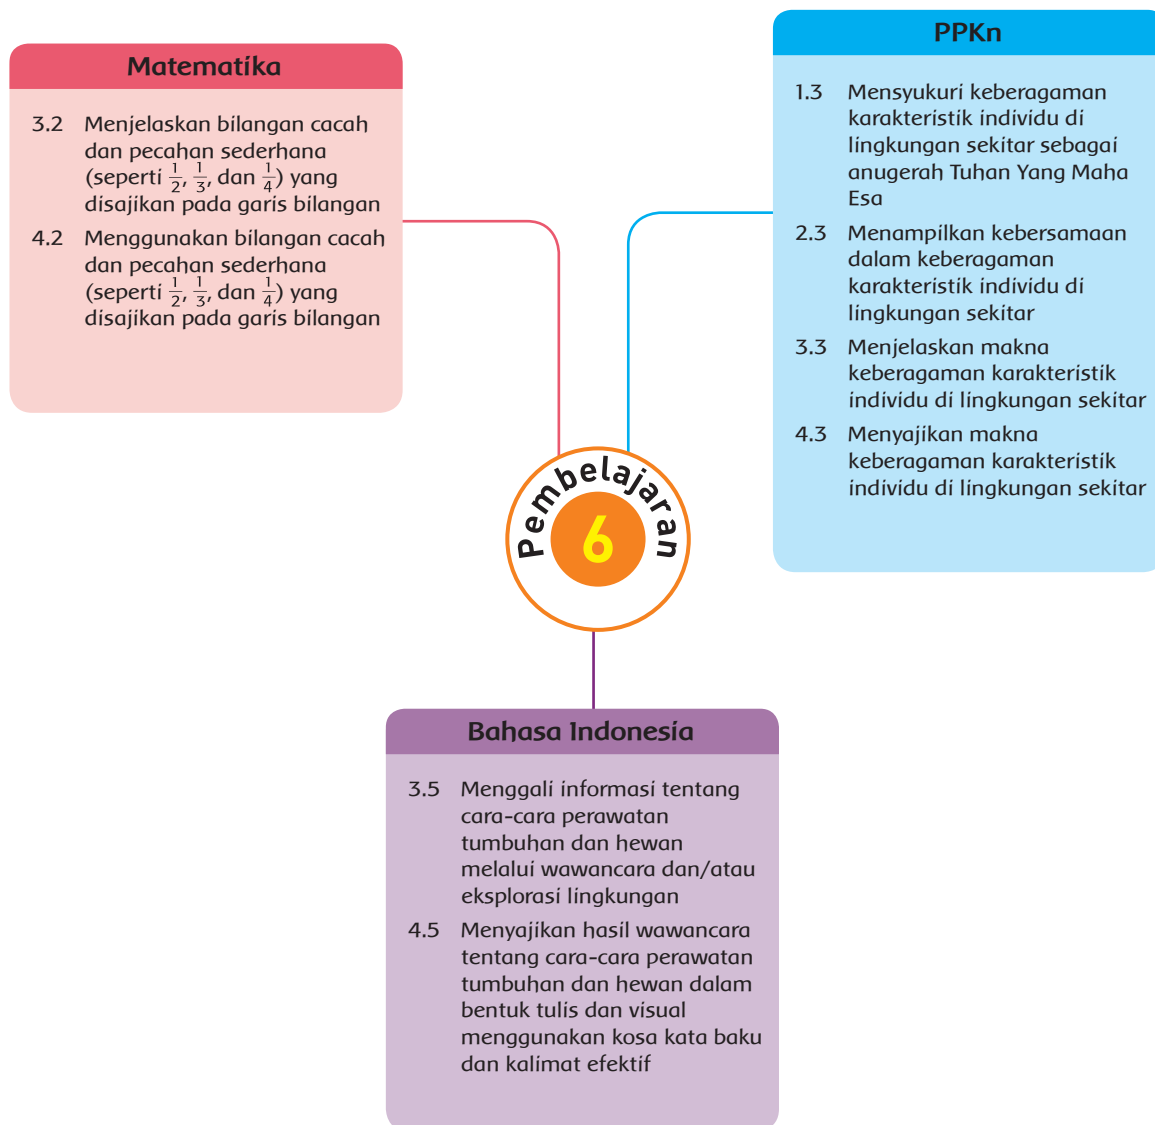 Matematika
3.2 Menjelaskan bilangan cacah
dan pecahan sederhana
(seperti 1/2, 1/3, dan 1/4) yang
disajikan pada garis bilangan
4.2 Menggunakan bilangan cacah
dan pecahan sederhana
(seperti 1/2, 1/3, dan 1/4) yang
disajikan pada garis bilangan
PPKn
1.3 Mensyukuri keberagaman
karakteristik individu di
lingkungan sekitar sebagai
anugerah Tuhan Yang Maha
Esa
2.3 Menampilkan kebersamaan
dalam keberagaman
karakteristik individu di
lingkungan sekitar
3.3 Menjelaskan makna
keberagaman karakteristik
individu di lingkungan sekitar
4.3 Menyajikan makna
keberagaman karakteristik
individu di lingkungan sekitar
Pembelajaran
6
Bahasa Indonesia
3.5 Menggali informasi tentang
cara-cara perawatan
tumbuhan dan hewan
melalui wawancara dan/atau
eksplorasi lingkungan
4.5 Menyajikan hasil wawancara
tentang cara-cara perawatan
tumbuhan dan hewan dalam
bentuk tulis dan visual
menggunakan kosa kata baku
dan kalimat efektif